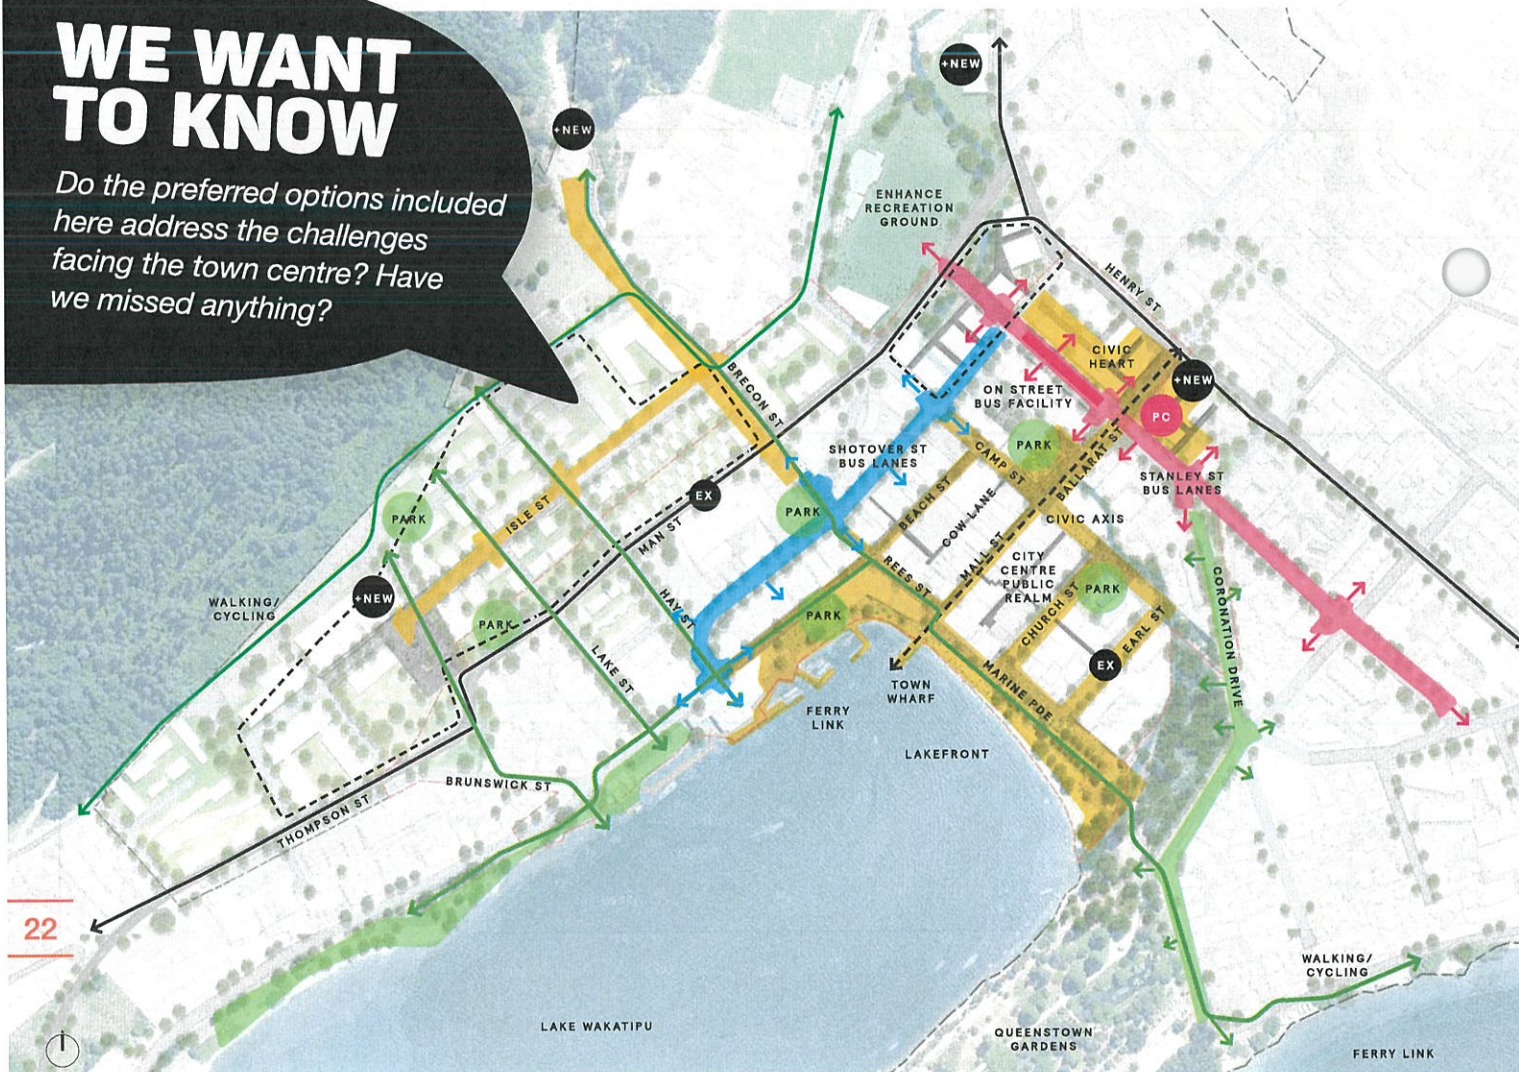 WE WANT
TO KNOW
Do the preferred options included
here address the challenges
facing the town centre? Have
we missed anything?
+NEW
+NEW
ENHANCE
RECREATION
GROUND
HENRY ST
CIVIC
HEART
+NEW
BRECON ST
ON STREET
BUS FACILITY
PC
PARK
SHOTOVER ST
BUS LANES
CAMP ST
BALLARAT ST
STANLEY ST
BUS LANES
EX
PARK
PARK
ISLE ST
BEACH ST
COW LANE
CIVIC AXIS
MAN ST
MALL ST
REES ST
CITY
CENTRE
PUBLIC
REALM
PARK
CORONATION DRIVE
WALKING/
CYCLING
+NEW
PARK
HAY ST
PARK
CHURCH ST
EARL ST
LAKE ST
EX
MARINE PDE
TOWN
WHARF
FERRY
LINK
LAKEFRONT
BRUNSWICK ST
THOMPSON ST
22
WALKING/
CYCLING
LAKE WAKATIPU
QUEENSTOWN
GARDENS
FERRY LINK